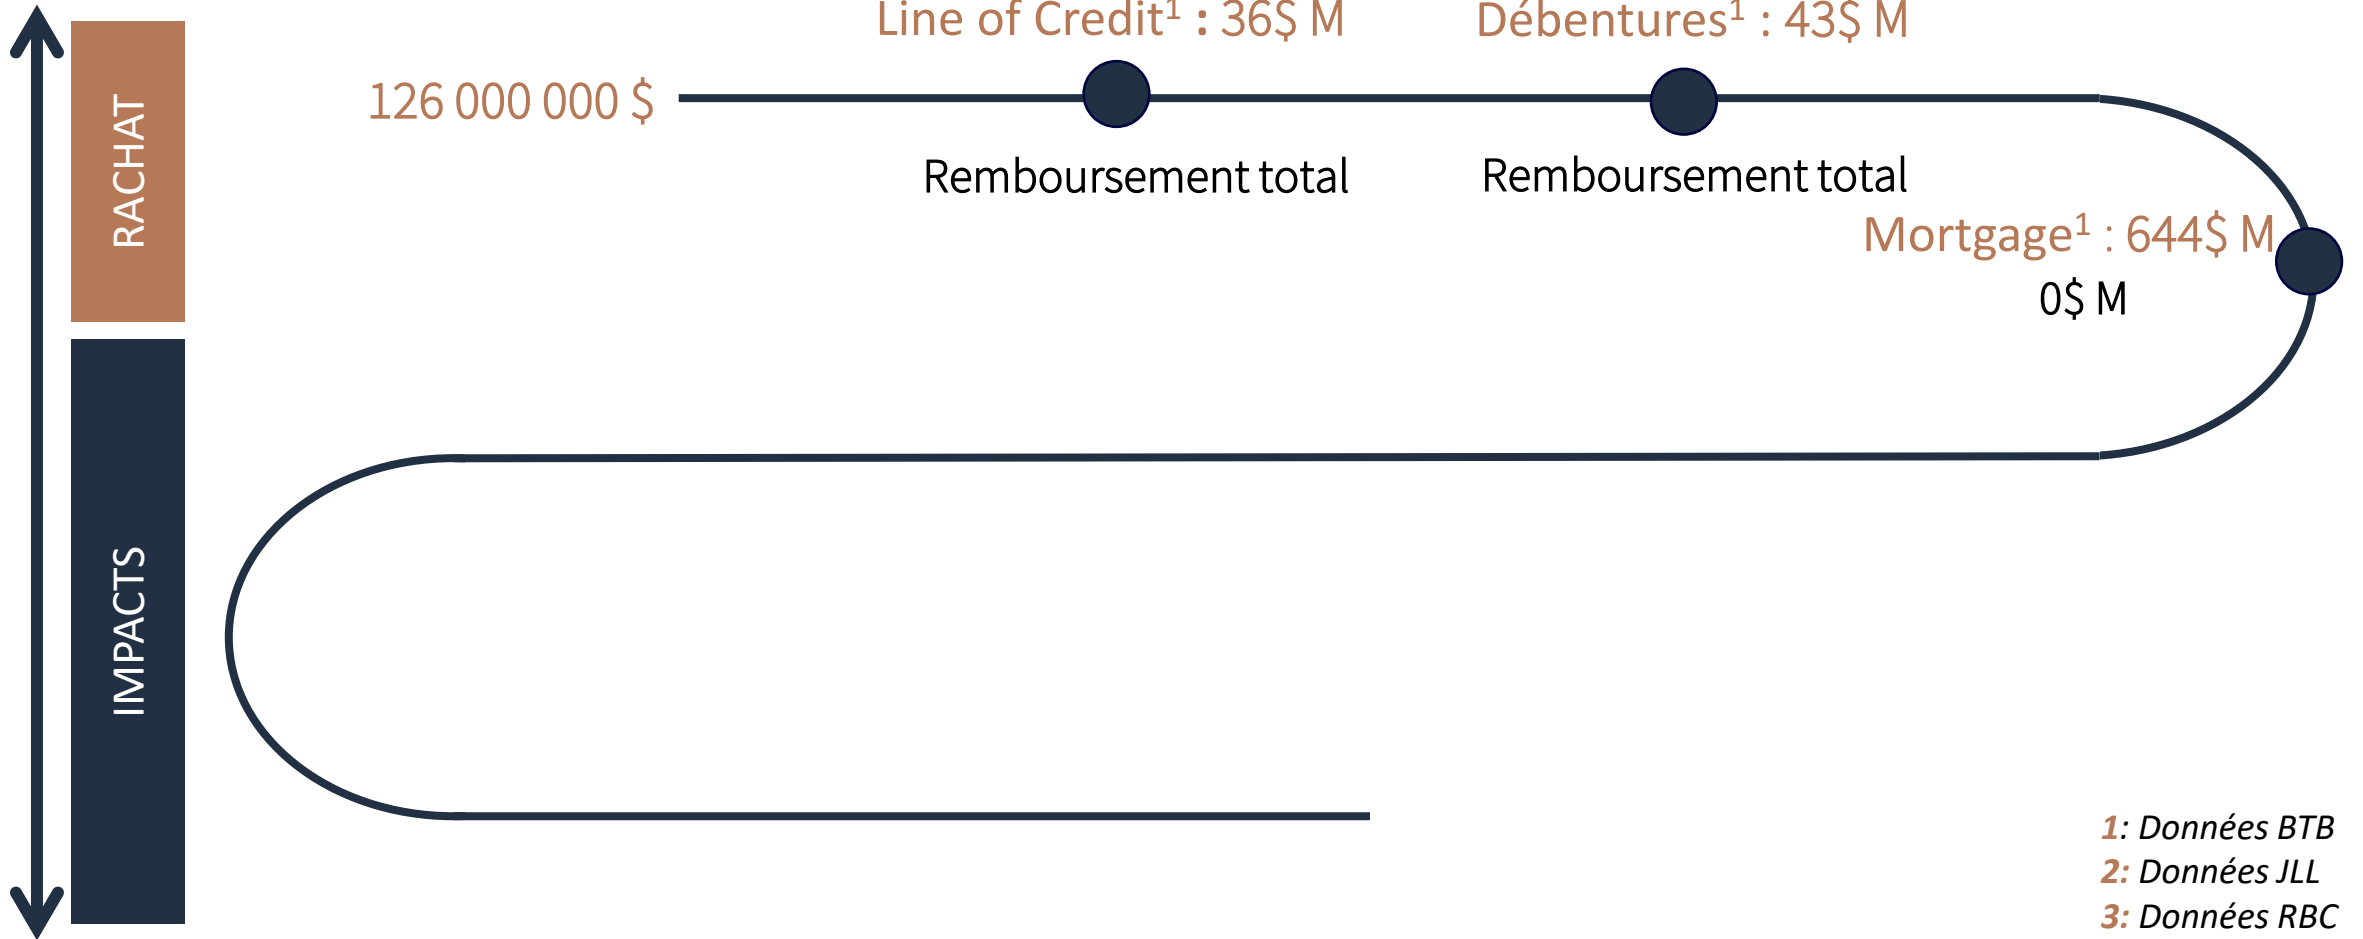 Line of Credit¹ : 36$ M
Débentures¹ : 43$ M
126 000 000 $
RACHAT
Remboursement total
Remboursement total
Mortgage¹ : 644$ M
0$ M
IMPACTS
1: Données BTB
2: Données JLL
3: Données RBC